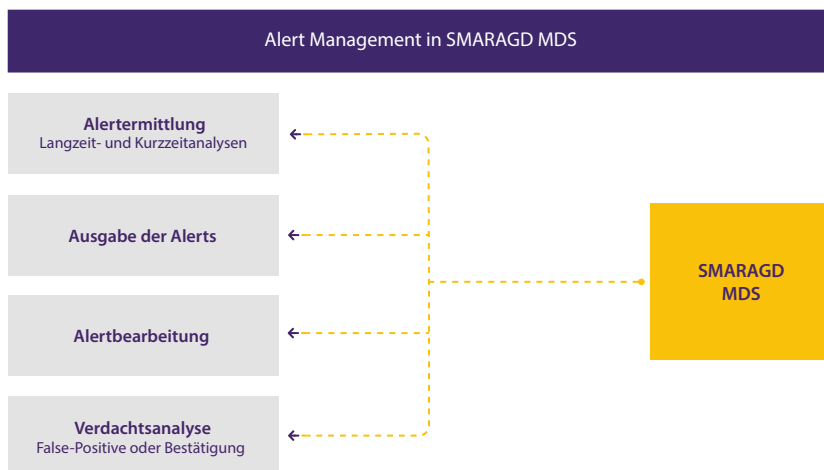 Alert Management in SMARAGD MDS
Alertermittlung
Langzeit- und Kurzzeitanalysen
Ausgabe der Alerts
SMARAGD
MDS
Alertbearbeitung
Verdachtsanalyse
False-Positive oder Bestätigung